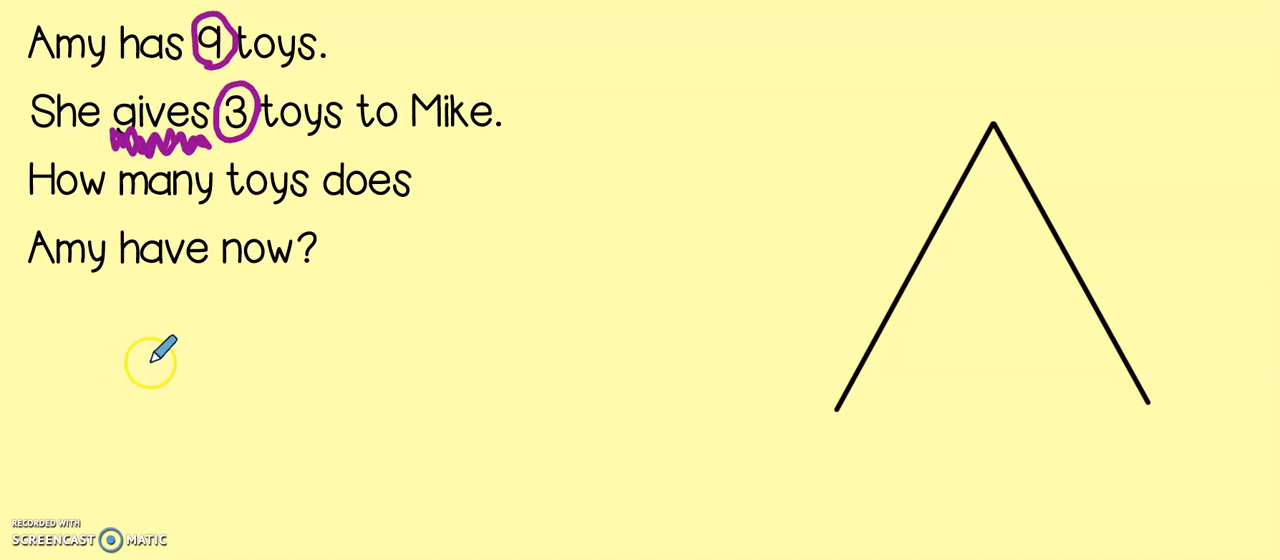 Amy has 9 toys.
She gives 3 toys to Mike.
How many toys does
Amy have now?
RECORDED WITH
SCREENCAST MATIC